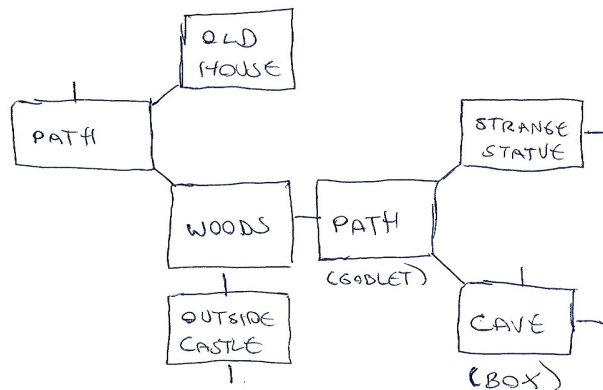 OLD
HOUSE
PATH
STRANGE
STATUE
WOODS
PATH
(GOBLET)
OUTSIDE
CASTLE
CAVE
(BOX)